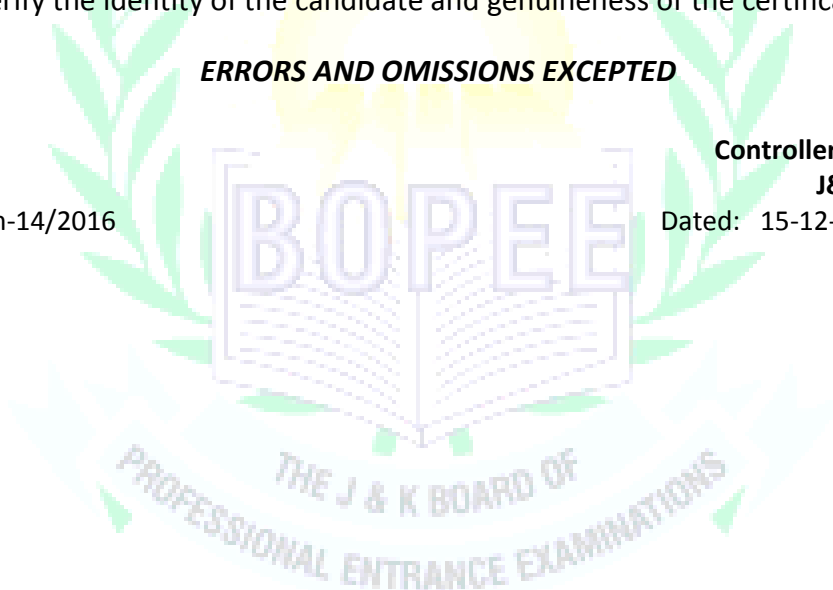 erify the identity of the candidate and genuineness of the certifica
ERRORS AND OMISSIONS EXCEPTED
Controller
J&
n-14/2016 Dated: 15-12-
BOPEE
THE J & K BOARD OF
PROFESSIONAL ENTRANCE EXAMINATIONS